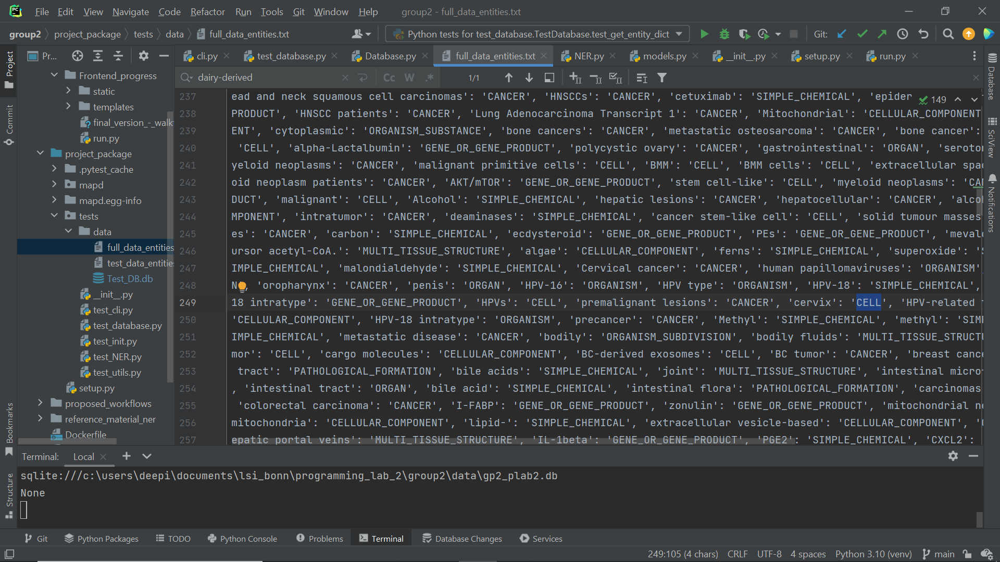 PC File Edit View Navigate Code Refactor Run Tools Git Window Help group2 - full_data_entities.txt
group2 project_package tests data full_data_entities.txt Python tests for test_database.TestDatabase.test_get_entity_dict Git:
Project
Commit
Bookmarks
Structure
Pr...
Frontend_progress
static
templates
final_version_-_walk
run.py
project_package
.pytest_cache
mapd
mapd.egg-info
tests
data
full_data_entities
test_data_entities
Test_DB.db
__init__.py
test_cli.py
test_database.py
test_init.py
test_NER.py
test_utils.py
setup.py
proposed_workflows
reference_material_ner
Dockerfile
cli.py test_database.py Database.py full_data_entities.txt NER.py models.py __init__.py setup.py run.py
dairy-derived Cc W .* 1/1
149
237 ead and neck squamous cell carcinomas': 'CANCER', 'HNSCCs': 'CANCER', 'cetuximab': 'SIMPLE_CHEMICAL', 'epider
238 PRODUCT', 'HNSCC patients': 'CANCER', 'Lung Adenocarcinoma Transcript 1': 'CANCER', 'Mitochondrial': 'CELLULAR_COMPONENT
239 ENT', 'cytoplasmic': 'ORGANISM_SUBSTANCE', 'bone cancers': 'CANCER', 'metastatic osteosarcoma': 'CANCER', 'bone cancer':
240 'CELL', 'alpha-Lactalbumin': 'GENE_OR_GENE_PRODUCT', 'polycystic ovary': 'CANCER', 'gastrointestinal': 'ORGAN', 'seroto
241 yeloid neoplasms': 'CANCER', 'malignant primitive cells': 'CELL', 'BMM': 'CELL', 'BMM cells': 'CELL', 'extracellular spa
242 oid neoplasm patients': 'CANCER', 'AKT/mTOR': 'GENE_OR_GENE_PRODUCT', 'stem cell-like': 'CELL', 'myeloid neoplasms': 'CAN
243 DUCT', 'malignant': 'CELL', 'Alcohol': 'SIMPLE_CHEMICAL', 'hepatic lesions': 'CANCER', 'hepatocellular': 'CANCER', 'alco
244 MPONENT', 'intratumor': 'CANCER', 'deaminases': 'SIMPLE_CHEMICAL', 'cancer stem-like cell': 'CELL', 'solid tumour masses
245 es': 'CANCER', 'carbon': 'SIMPLE_CHEMICAL', 'ecdysteroid': 'GENE_OR_GENE_PRODUCT', 'PEs': 'GENE_OR_GENE_PRODUCT', 'meval
246 ursor acetyl-CoA.': 'MULTI_TISSUE_STRUCTURE', 'algae': 'CELLULAR_COMPONENT', 'ferns': 'SIMPLE_CHEMICAL', 'superoxide': 'S
247 IMPLE_CHEMICAL', 'malondialdehyde': 'SIMPLE_CHEMICAL', 'Cervical cancer': 'CANCER', 'human papillomaviruses': 'ORGANISM'
248 N', 'oropharynx': 'CANCER', 'penis': 'ORGAN', 'HPV-16': 'ORGANISM', 'HPV type': 'ORGANISM', 'HPV-18': 'SIMPLE_CHEMICAL',
249 18 intratype': 'GENE_OR_GENE_PRODUCT', 'HPVs': 'CELL', 'premalignant lesions': 'CANCER', 'cervix': 'CELL', 'HPV-related
250 'CELLULAR_COMPONENT', 'HPV-18 intratype': 'ORGANISM', 'precancer': 'CANCER', 'Methyl': 'SIMPLE_CHEMICAL', 'methyl': 'SIM
251 IMPLE_CHEMICAL', 'metastatic disease': 'CANCER', 'bodily': 'ORGANISM_SUBDIVISION', 'bodily fluids': 'MULTI_TISSUE_STRUCT
252 mor': 'CELL', 'cargo molecules': 'CELLULAR_COMPONENT', 'BC-derived exosomes': 'CELL', 'BC tumor': 'CANCER', 'breast canc
253 tract': 'PATHOLOGICAL_FORMATION', 'bile acids': 'SIMPLE_CHEMICAL', 'joint': 'MULTI_TISSUE_STRUCTURE', 'intestinal micro
254 , 'intestinal tract': 'ORGAN', 'bile acid': 'SIMPLE_CHEMICAL', 'intestinal flora': 'PATHOLOGICAL_FORMATION', 'carcinomas
255 'colorectal carcinoma': 'CANCER', 'I-FABP': 'GENE_OR_GENE_PRODUCT', 'zonulin': 'GENE_OR_GENE_PRODUCT', 'mitochondrial n
256 mitochondria': 'CELLULAR_COMPONENT', 'lipid-': 'SIMPLE_CHEMICAL', 'extracellular vesicle-based': 'CELLULAR_COMPONENT',
257 epatic portal veins': 'MULTI_TISSUE_STRUCTURE', 'IL-1beta': 'GENE_OR_GENE_PRODUCT', 'PGE2': 'SIMPLE_CHEMICAL', 'CXCL2':
Database
SciView
Notifications
Terminal: Local
sqlite:///c:\users\deepi\documents\lsi_bonn\programming_lab_2\group2\data\gp2_plab2.db
None
Git Python Packages TODO Python Console Problems Terminal Database Changes Services
249:105 (4 chars) CRLF UTF-8 4 spaces Python 3.10 (venv) main